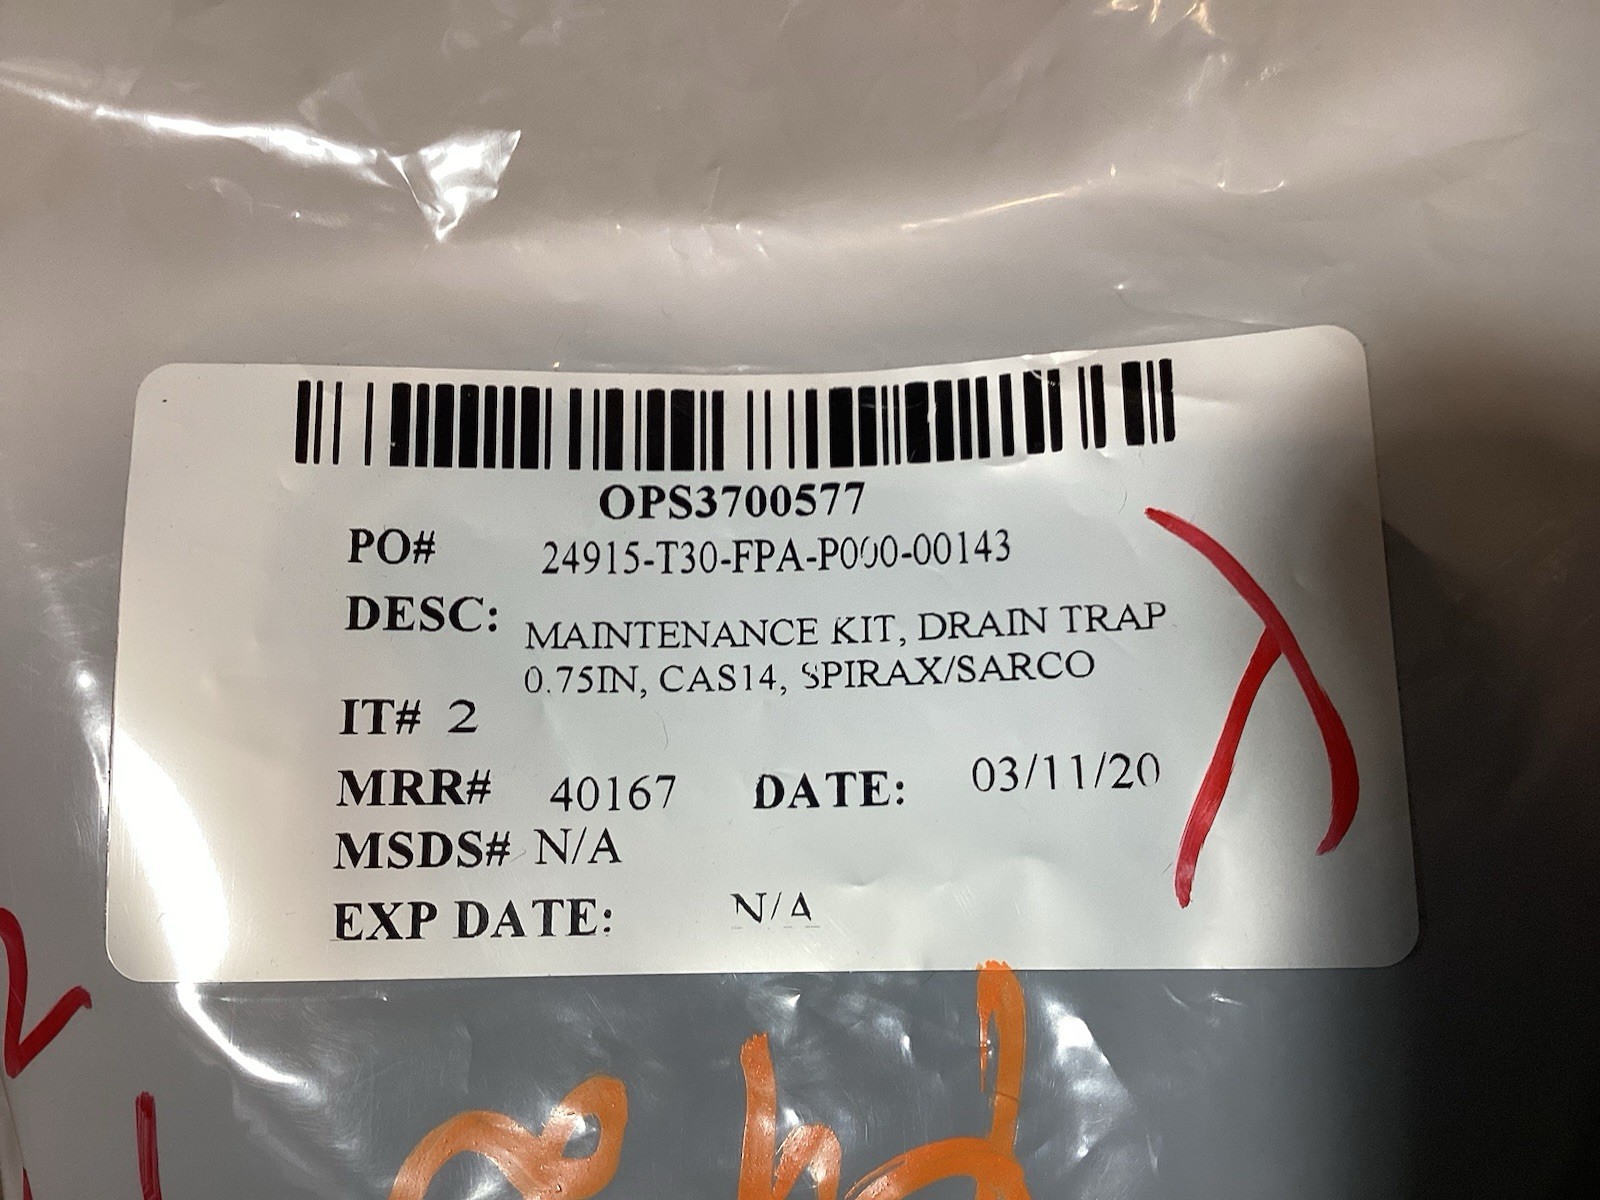 OPS3700577
PO# 24915-T30-FPA-P000-00143
DESC: MAINTENANCE KIT, DRAIN TRAP
0.75IN, CAS14, SPIRAX/SARCO
IT# 2
MRR# 40167 DATE: 03/11/20
MSDS# N/A
EXP DATE: N/A